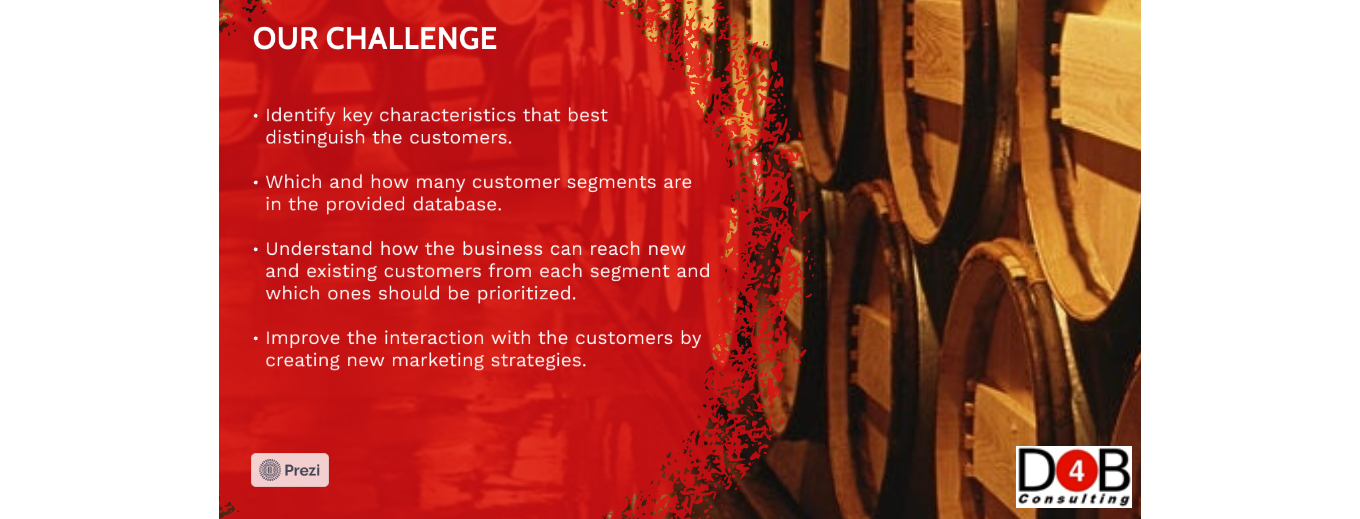 OUR CHALLENGE
• Identify key characteristics that best
distinguish the customers.
• Which and how many customer segments are
in the provided database.
• Understand how the business can reach new
and existing customers from each segment and
which ones should be prioritized.
• Improve the interaction with the customers by
creating new marketing strategies.
Prezi
D4B
Consulting